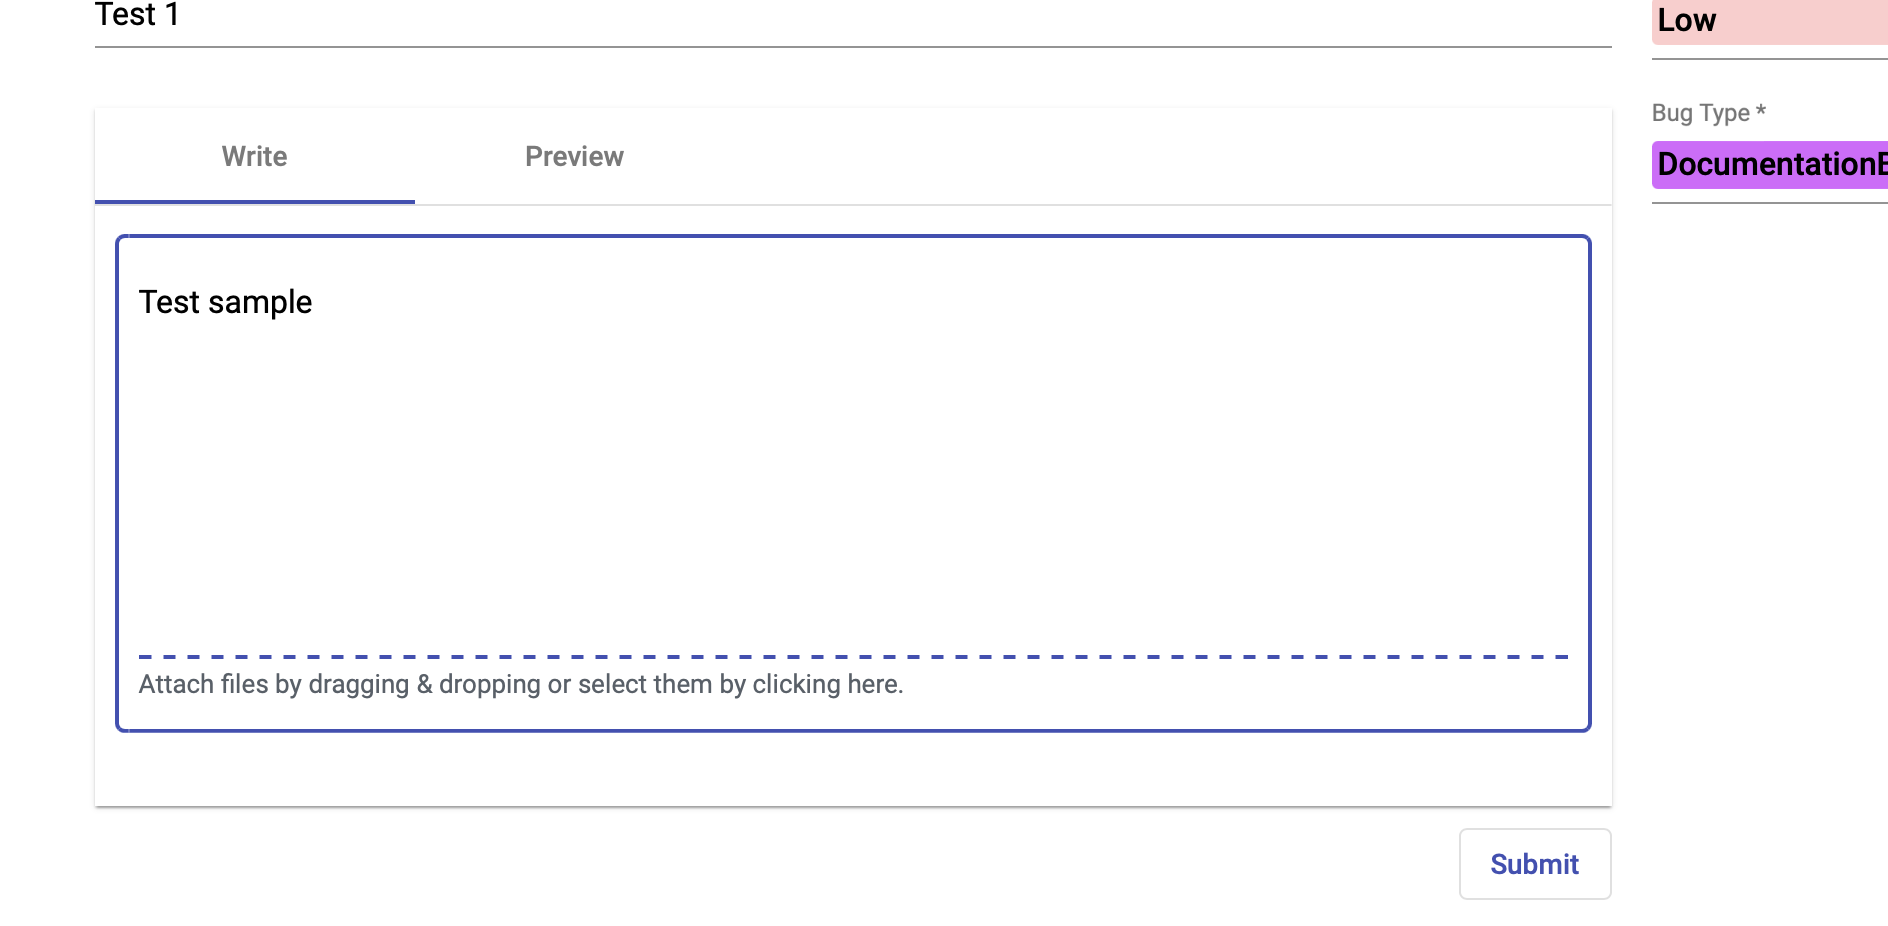 Test 1
Low
Bug Type *
DocumentationB
Write
Preview
Test sample
Attach files by dragging & dropping or select them by clicking here.
Submit